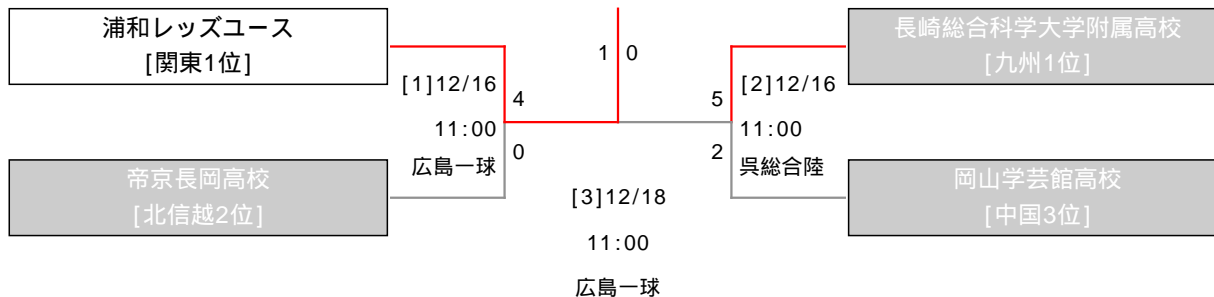 浦和レッズユース
[関東1位]
帝京長岡高校
[北信越2位]
[1]12/16
11:00
広島一球
4
0
1 0
[3]12/18
11:00
広島一球
5
2
[2]12/16
11:00
呉総合陸
長崎総合科学大学附属高校
[九州1位]
岡山学芸館高校
[中国3位]